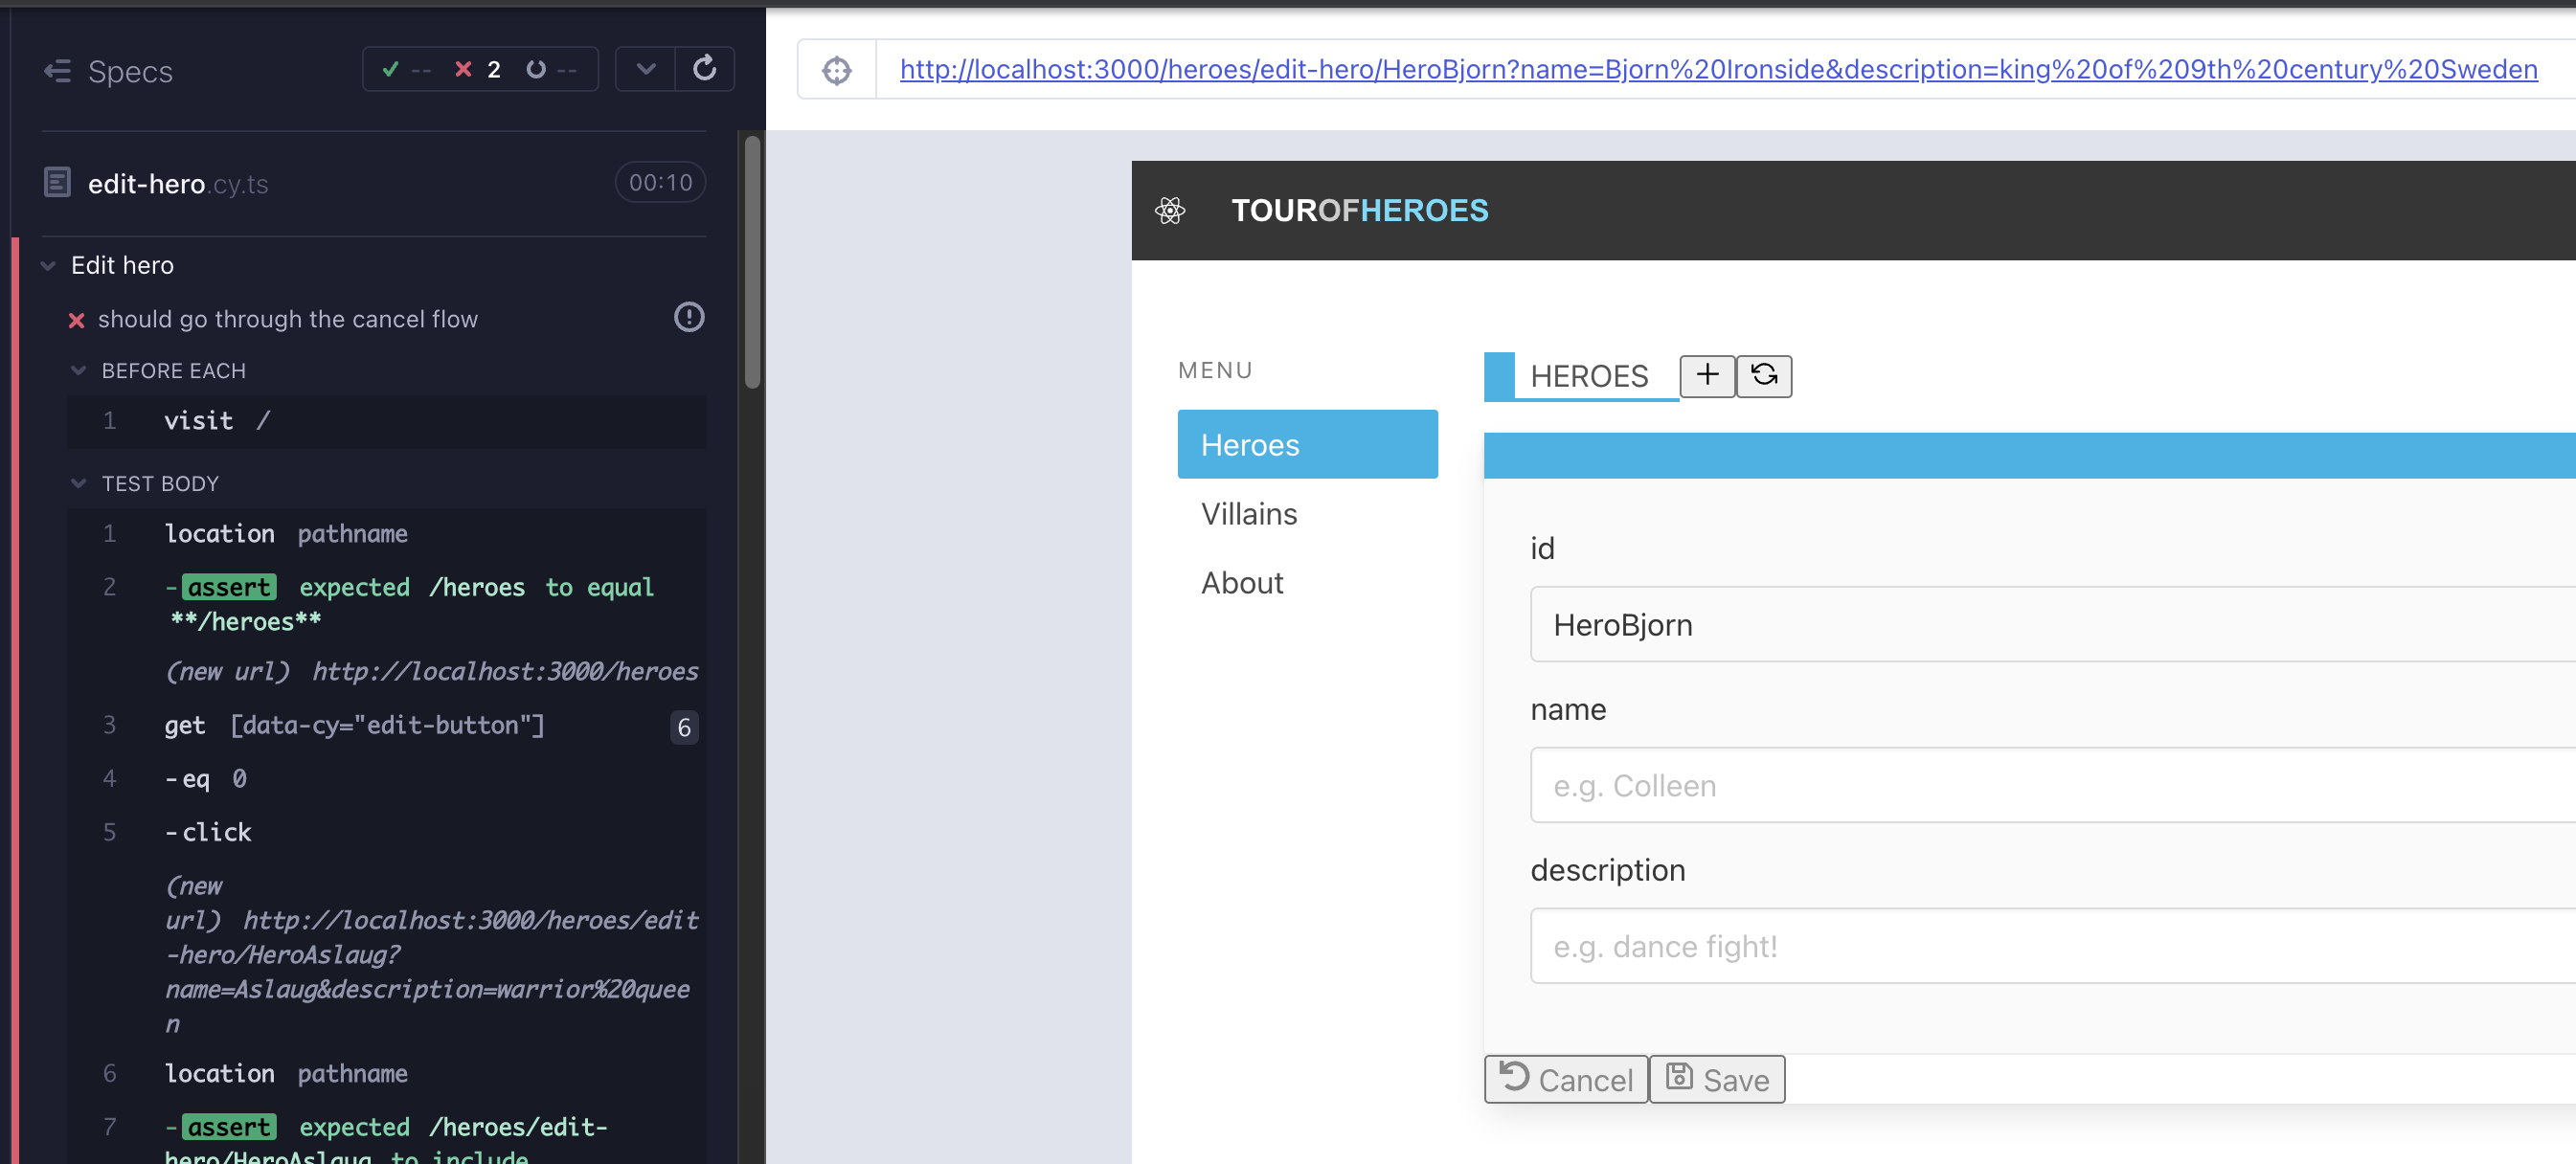 Specs
-- 2 --
http://localhost:3000/heroes/edit-hero/HeroBjorn?name=Bjorn%20Ironside&description=king%20of%209th%20century%20Sweden
edit-hero.cy.ts 00:10
Edit hero
should go through the cancel flow
BEFORE EACH
1 visit /
TEST BODY
1 location pathname
2 -assert expected /heroes to equal
**/heroes**
(new url) http://localhost:3000/heroes
3 get [data-cy="edit-button"] 6
4 -eq 0
5 -click
(new
url) http://localhost:3000/heroes/edit
-hero/HeroAslaug?
name=Aslaug&description=warrior%20quee
n
6 location pathname
7 -assert expected /heroes/edit-
hero/HeroAslaug to include
TOUROFHEROES
MENU
Heroes
Villains
About
HEROES
id
HeroBjorn
name
e.g. Colleen
description
e.g. dance fight!
Cancel Save